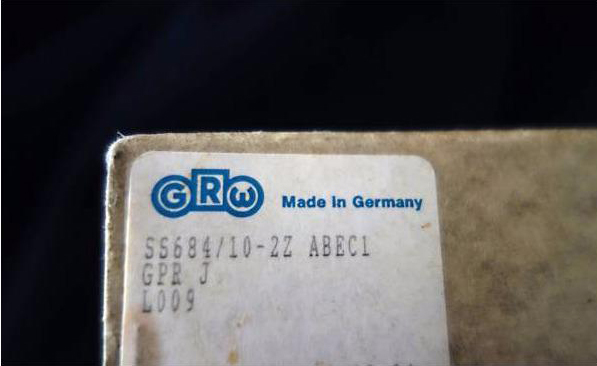 GRW Made in Germany
SS684/10-2Z ABEC1
GPR J
L009